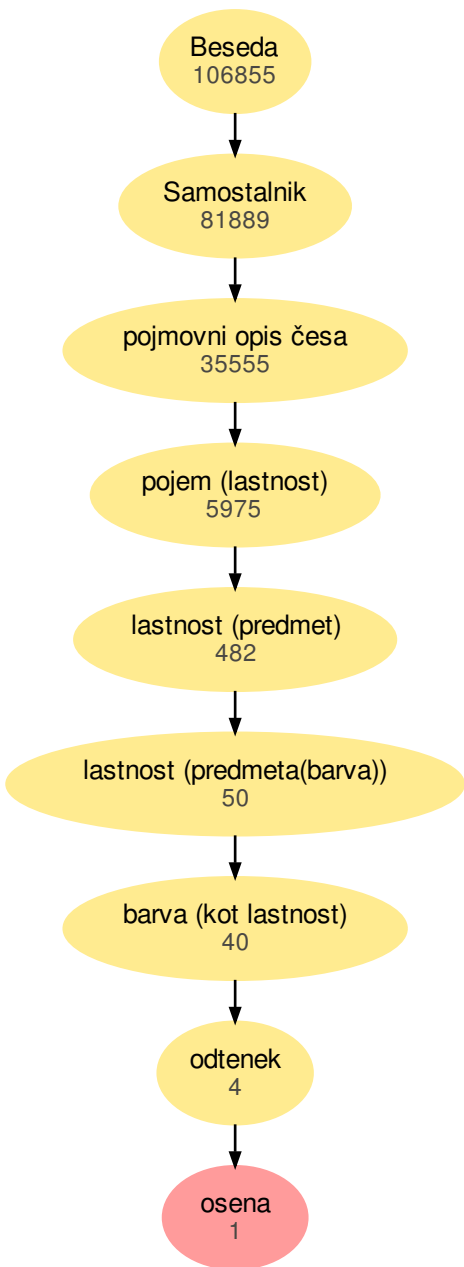 Beseda
106855
Samostalnik
81889
pojmovni opis česa
35555
pojem (lastnost)
5975
lastnost (predmet)
482
lastnost (predmeta(barva))
50
barva (kot lastnost)
40
odtenek
4
osena
1